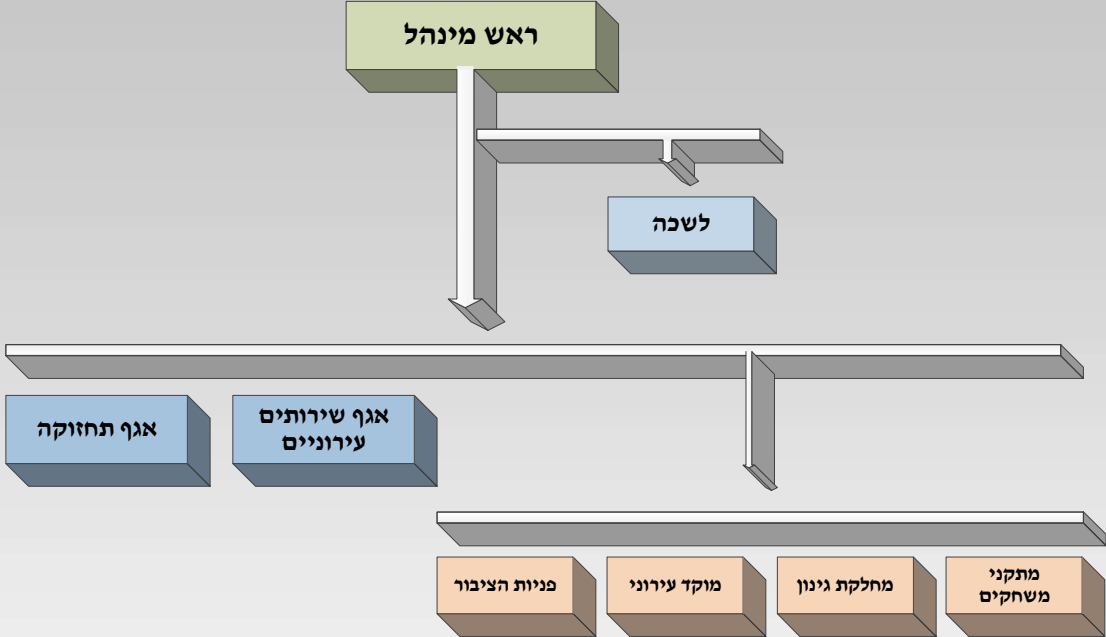 ראש מינהל
לשכה
אגף שירותים
עירוניים
אגף תחזוקה
מתקני
משחקים
מחלקת גינון
מוקד עירוני
פניות הציבור